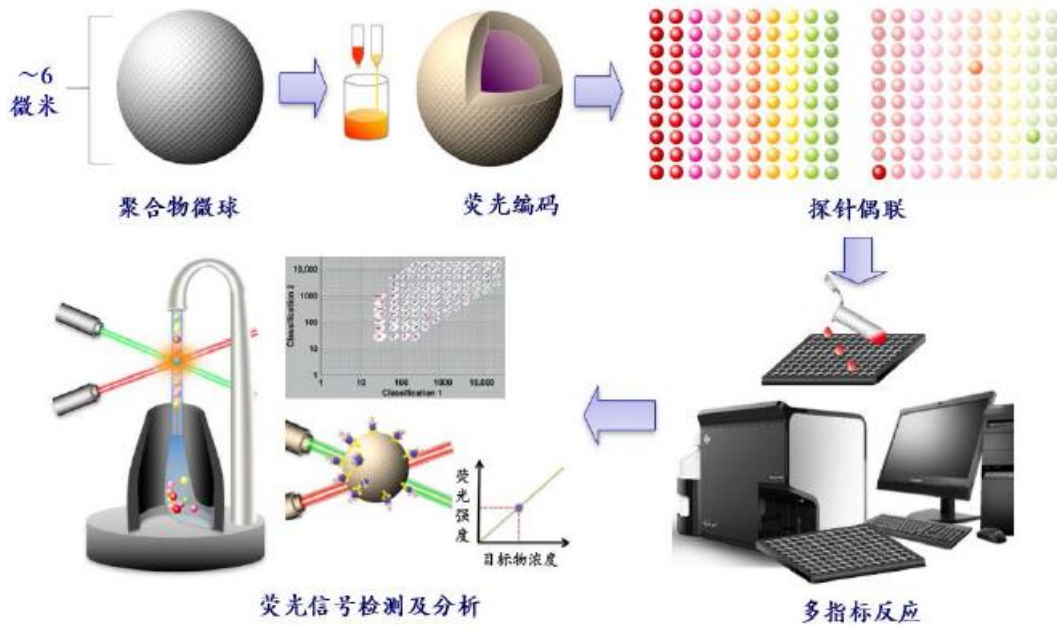 ~6
微米
聚合物微球
荧光编码
探针偶联
10,000
1000
100
10
1
Classification 2
1
10
100
1000
10,000
Classification 1
荧光强度
目标物浓度
荧光信号检测及分析
多指标反应